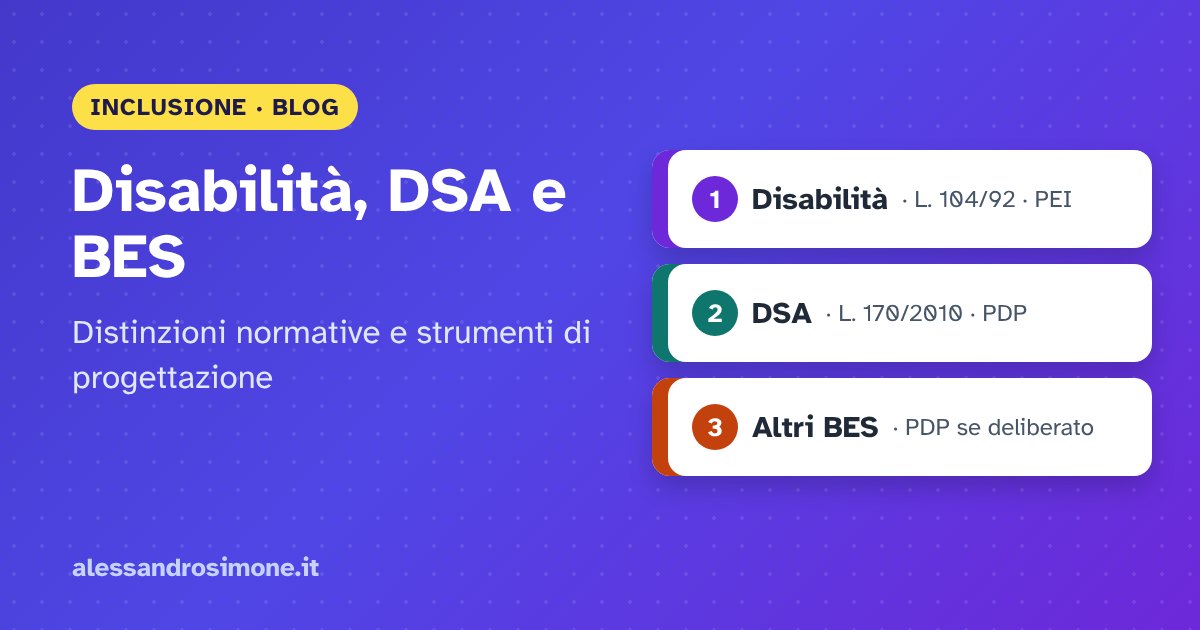 INCLUSIONE · BLOG
Disabilità, DSA e
BES
Distinzioni normative e strumenti di
progettazione
1 Disabilità · L. 104/92 · PEI
2 DSA · L. 170/2010 · PDP
3 Altri BES · PDP se deliberato
alessandrosimone.it